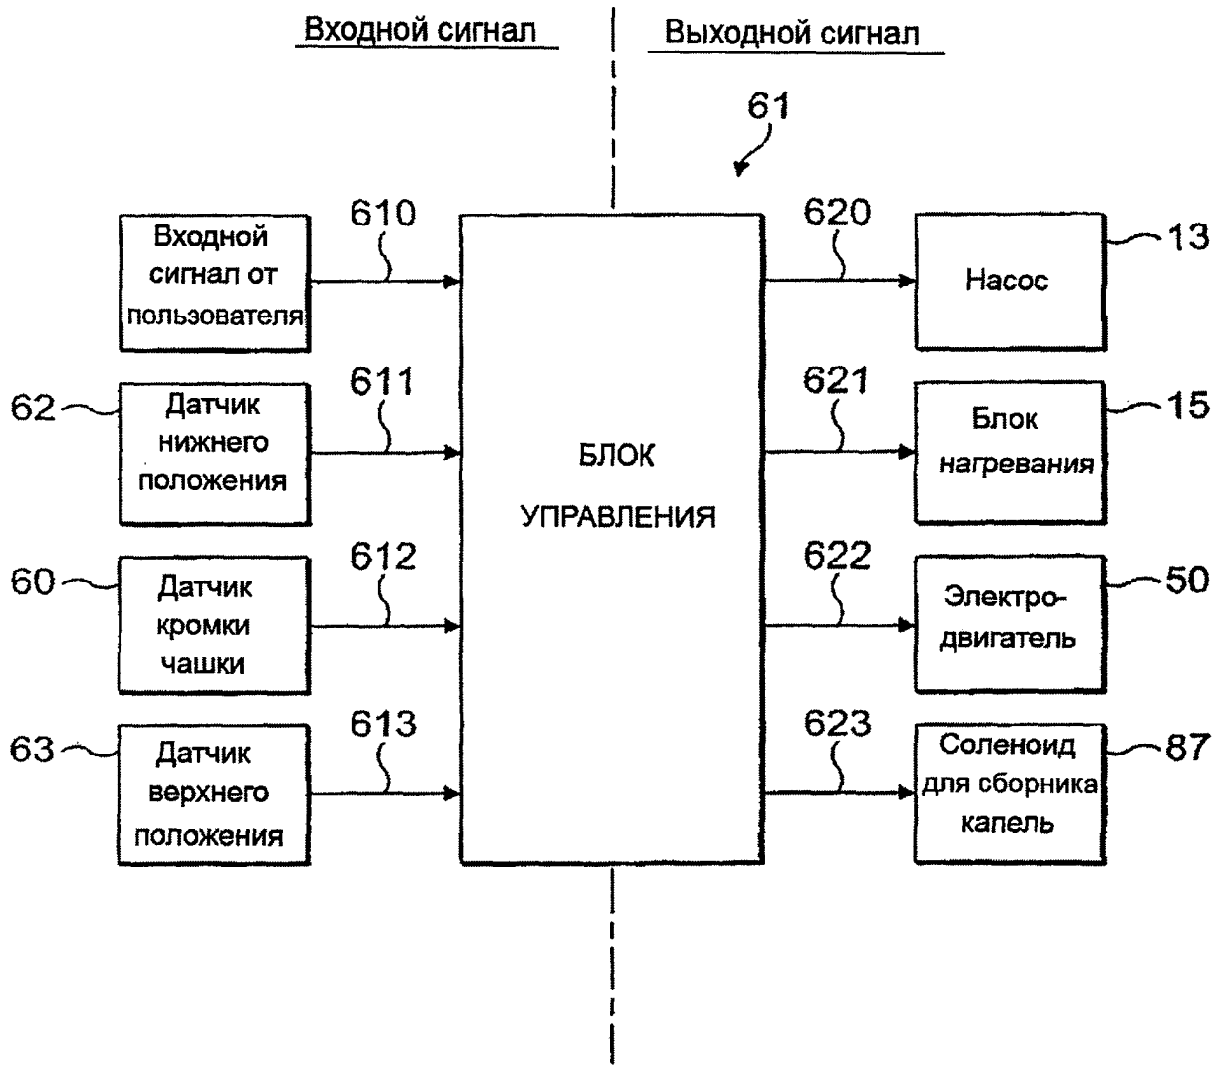 Входной сигнал
Выходной сигнал
61
Входной
сигнал от
пользователя
610
62
Датчик
нижнего
положения
611
60
Датчик
кромки
чашки
612
63
Датчик
верхнего
положения
613
БЛОК
УПРАВЛЕНИЯ
620
Насос
13
621
Блок
нагревания
15
622
Электро-
двигатель
50
623
Соленоид
для сборника
капель
87